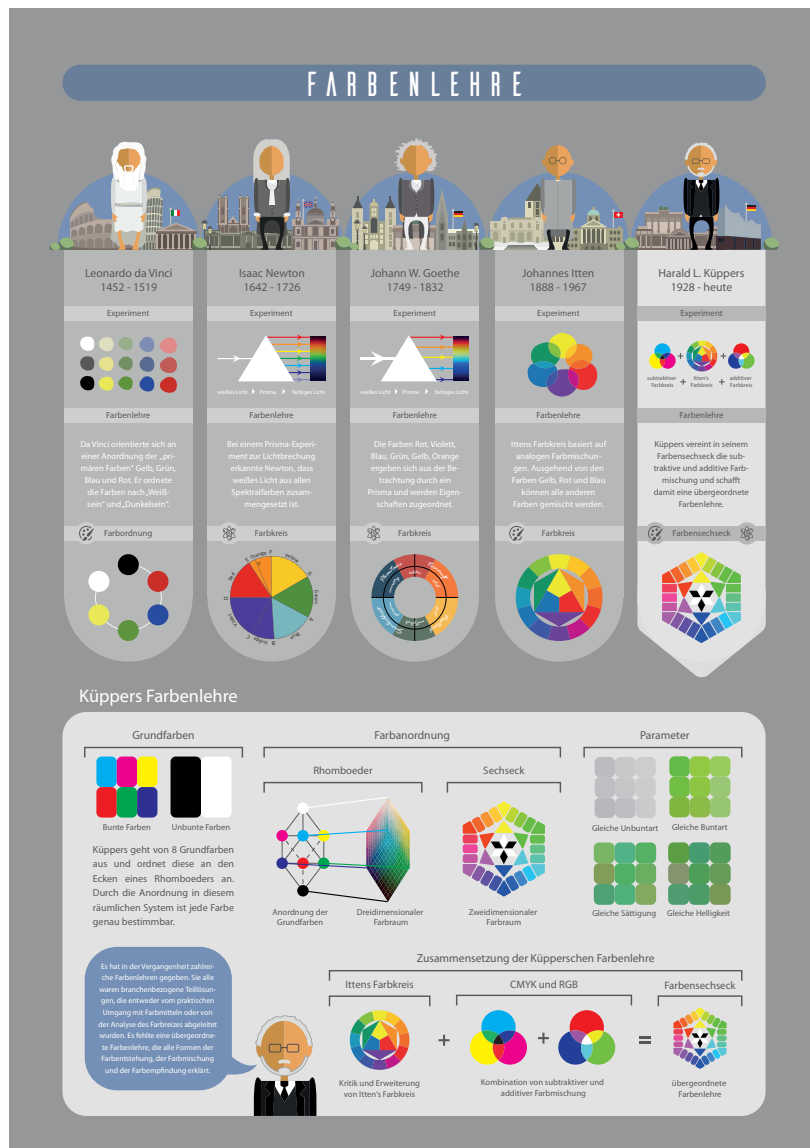 FARBENLEHRE
Leonardo da Vinci
1452 - 1519
Experiment
Farbenlehre
Da Vinci orientierte sich an
einer Anordnung der „pri-
mären Farben" Gelb, Grün,
Blau und Rot. Er ordnete
die Farben nach „Weiß-
sein" und „Dunkelsein".
Farbordnung
Isaac Newton
1642 - 1726
Experiment
weißes Licht Prisma farbiges Licht
Farbenlehre
Bei einem Prisma-Experi-
ment zur Lichtbrechung
erkannte Newton, dass
weißes Licht aus allen
Spektralfarben zusam-
mengesetzt ist.
Farbkreis
Johann W. Goethe
1749 - 1832
Experiment
weißes Licht Prisma farbiges Licht
Farbenlehre
Die Farben Rot, Violett,
Blau, Grün, Gelb, Orange
ergeben sich aus der Be-
trachtung durch ein
Prisma und werden Eigen-
schaften zugeordnet.
Farbkreis
Johannes Itten
1888 - 1967
Experiment
Farbenlehre
Ittens Farbkreis basiert auf
analogen Farbmischun-
gen. Ausgehend von den
Farben Gelb, Rot und Blau
können alle anderen
Farben gemischt werden.
Farbkreis
Harald L. Küppers
1928 - heute
Experiment
subtraktiver Farbkreis + Itten's Farbkreis + additiver Farbkreis
Farbenlehre
Küppers vereint in seinem
Farbensechseck die sub-
traktive und additive Farb-
mischung und schafft
damit eine übergeordnete
Farbenlehre.
Farbensechseck
Küppers Farbenlehre
Grundfarben
Bunte Farben
Unbunte Farben
Küppers geht von 8 Grundfarben
aus und ordnet diese an den
Ecken eines Rhomboeders an.
Durch die Anordnung in diesem
räumlichen System ist jede Farbe
genau bestimmbar.
Farbanordnung
Rhomboeder
Anordnung der
Grundfarben
Dreidimensionaler
Farbraum
Sechseck
Zweidimensionaler
Farbraum
Parameter
Gleiche Unbuntart
Gleiche Buntart
Gleiche Sättigung
Gleiche Helligkeit
Es hat in der Vergangenheit zahlrei-
che Farbenlehren gegeben. Sie alle
waren branchenbezogene Teillösun-
gen, die entweder vom praktischen
Umgang mit Farbmitteln oder von
der Analyse des Farbreizes abgeleitet
wurden. Es fehlte eine übergeordne-
te Farbenlehre, die alle Formen der
Farbentstehung, der Farbmischung
und der Farbempfindung erklärt.
Zusammensetzung der Küpperschen Farbenlehre
Ittens Farbkreis
Kritik und Erweiterung
von Itten's Farbkreis
+
CMYK und RGB
+
Kombination von subtraktiver und
additiver Farbmischung
=
Farbensechseck
übergeordnete
Farbenlehre